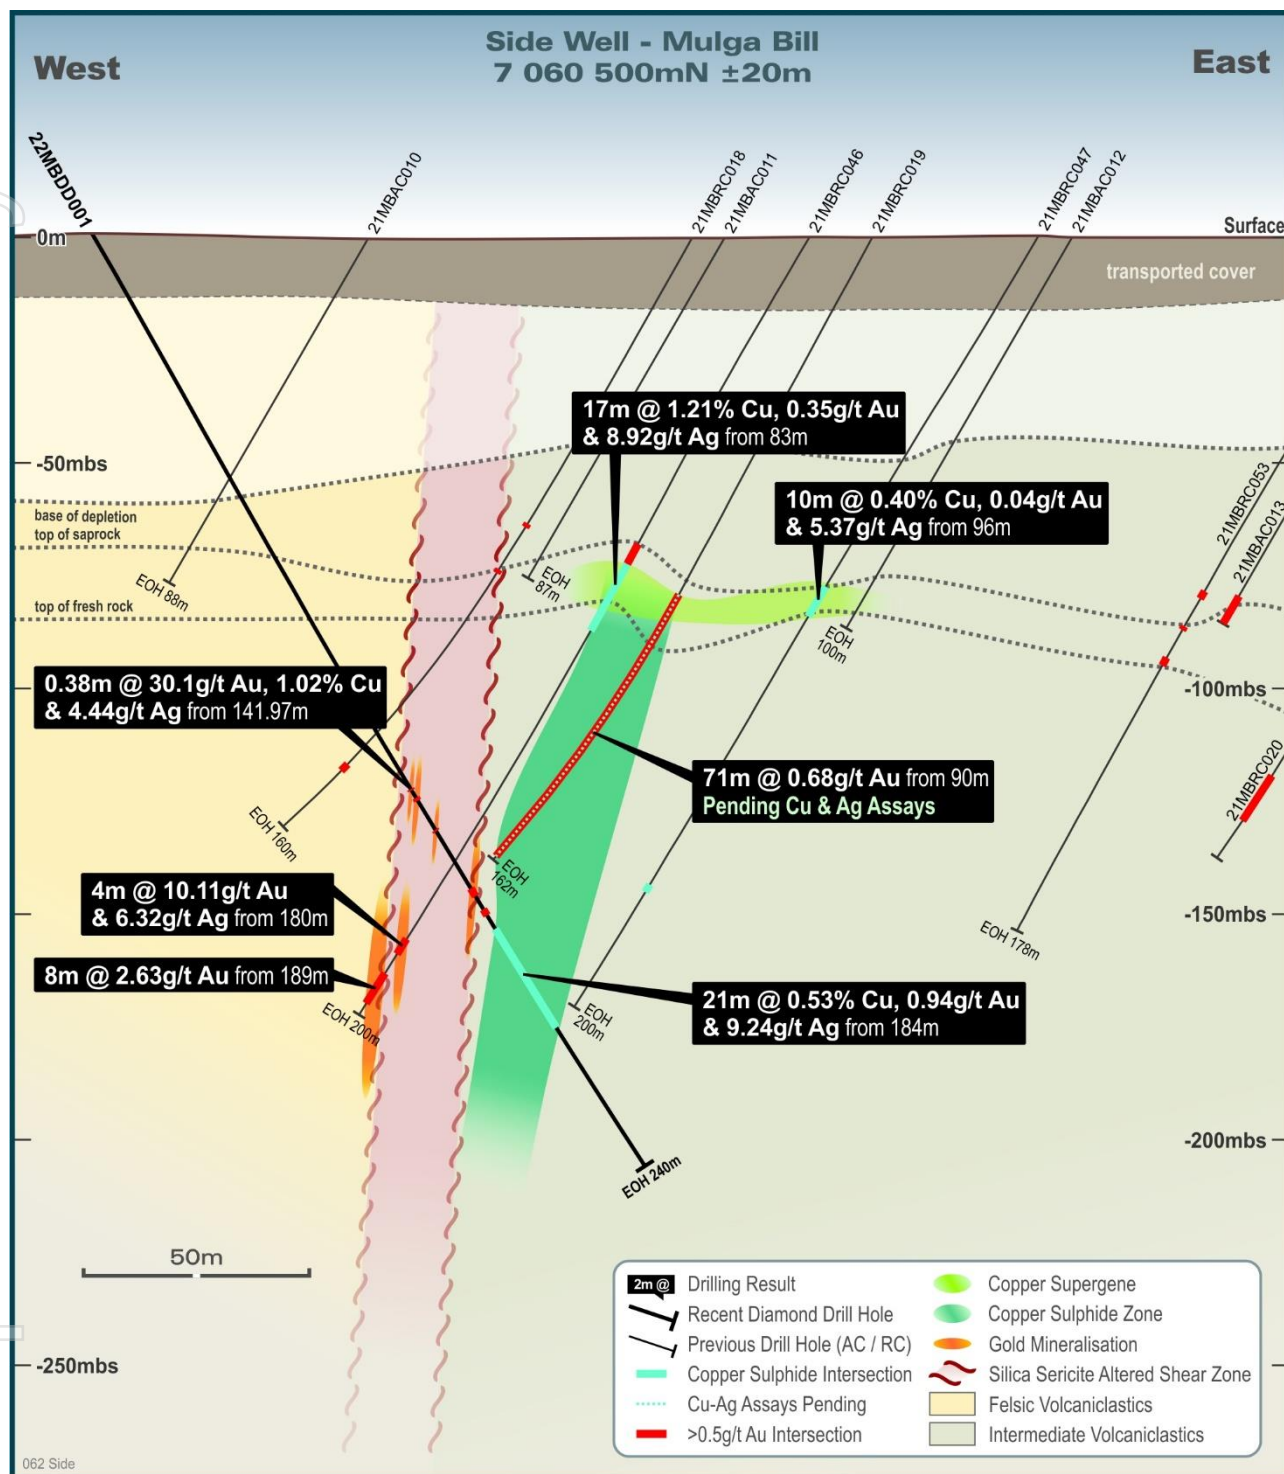 Side Well - Mulga Bill
7 060 500mN ±20m
West
East
22MBDD001
21MBAC010
21MBRC018
21MBAC011
21MBRC046
21MBRC019
21MBRC047
21MBAC012
0m
Surface
transported cover
17m @ 1.21% Cu, 0.35g/t Au
& 8.92g/t Ag from 83m
-50mbs
-50mbs
10m @ 0.40% Cu, 0.04g/t Au
& 5.37g/t Ag from 96m
21MBRC053
21MBAC013
base of depletion
top of saprock
EOH 88m
EOH
87m
top of fresh rock
EOH
100m
0.38m @ 30.1g/t Au, 1.02% Cu
& 4.44g/t Ag from 141.97m
-100mbs
71m @ 0.68g/t Au from 90m
Pending Cu & Ag Assays
21MBRC020
EOH 160m
EOH
162m
4m @ 10.11g/t Au
& 6.32g/t Ag from 180m
-150mbs
EOH 178m
8m @ 2.63g/t Au from 189m
EOH 200m
EOH
200m
21m @ 0.53% Cu, 0.94g/t Au
& 9.24g/t Ag from 184m
-200mbs
EOH 240m
50m
-250mbs
2m @
Drilling Result
Recent Diamond Drill Hole
Previous Drill Hole (AC / RC)
Copper Sulphide Intersection
Cu-Ag Assays Pending
>0.5g/t Au Intersection
Copper Supergene
Copper Sulphide Zone
Gold Mineralisation
Silica Sericite Altered Shear Zone
Felsic Volcaniclastics
Intermediate Volcaniclastics
062 Side